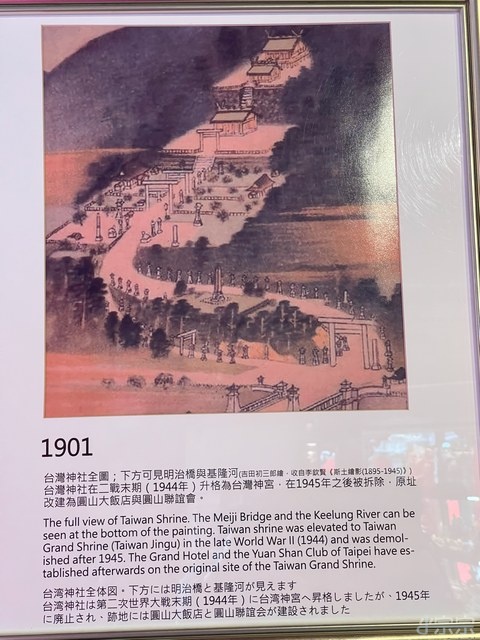 1901
台灣神社全圖；下方可見明治橋與基隆河(吉田初三郎繪，收自李欽賢《斯土繪影(1895-1945)》)
台灣神社在二戰末期（1944年）升格為台灣神宮，在1945年之後被拆除，原址
改建為圓山大飯店與圓山聯誼會。
The full view of Taiwan Shrine. The Meiji Bridge and the Keelung River can be
seen at the bottom of the painting. Taiwan shrine was elevated to Taiwan
Grand Shrine (Taiwan Jingu) in the late World War II (1944) and was demol-
ished after 1945. The Grand Hotel and the Yuan Shan Club of Taipei have es-
tablished afterwards on the original site of the Taiwan Grand Shrine.
台湾神社全体図。下方には明治橋と基隆河が見えます
台湾神社は第二次世界大戦末期（1944年）に台湾神宮へ昇格しましたが、1945年
に廃止され、跡地には圓山大飯店と圓山聯誼会が建設されました